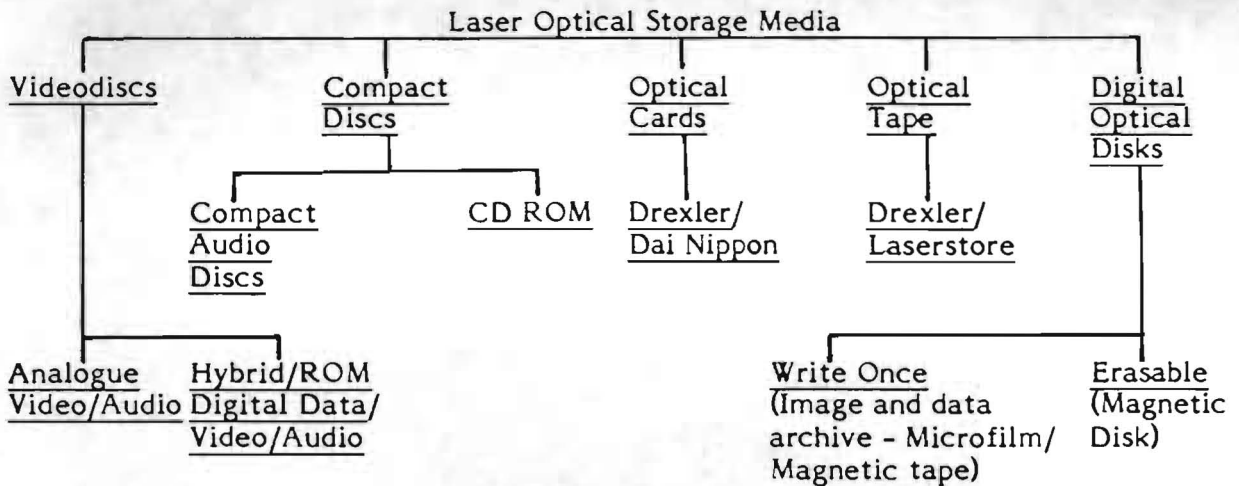 Laser Optical Storage Media
Videodiscs
Compact
Discs
Optical
Cards
Optical
Tape
Digital
Optical
Disks
Compact
Audio
Discs
CD ROM
Drexler/
Dai Nippon
Drexler/
Laserstore
Analogue
Video/Audio
Hybrid/ROM
Digital Data/
Video/Audio
Write Once
(Image and data
archive - Microfilm/
Magnetic tape)
Erasable
(Magnetic
Disk)